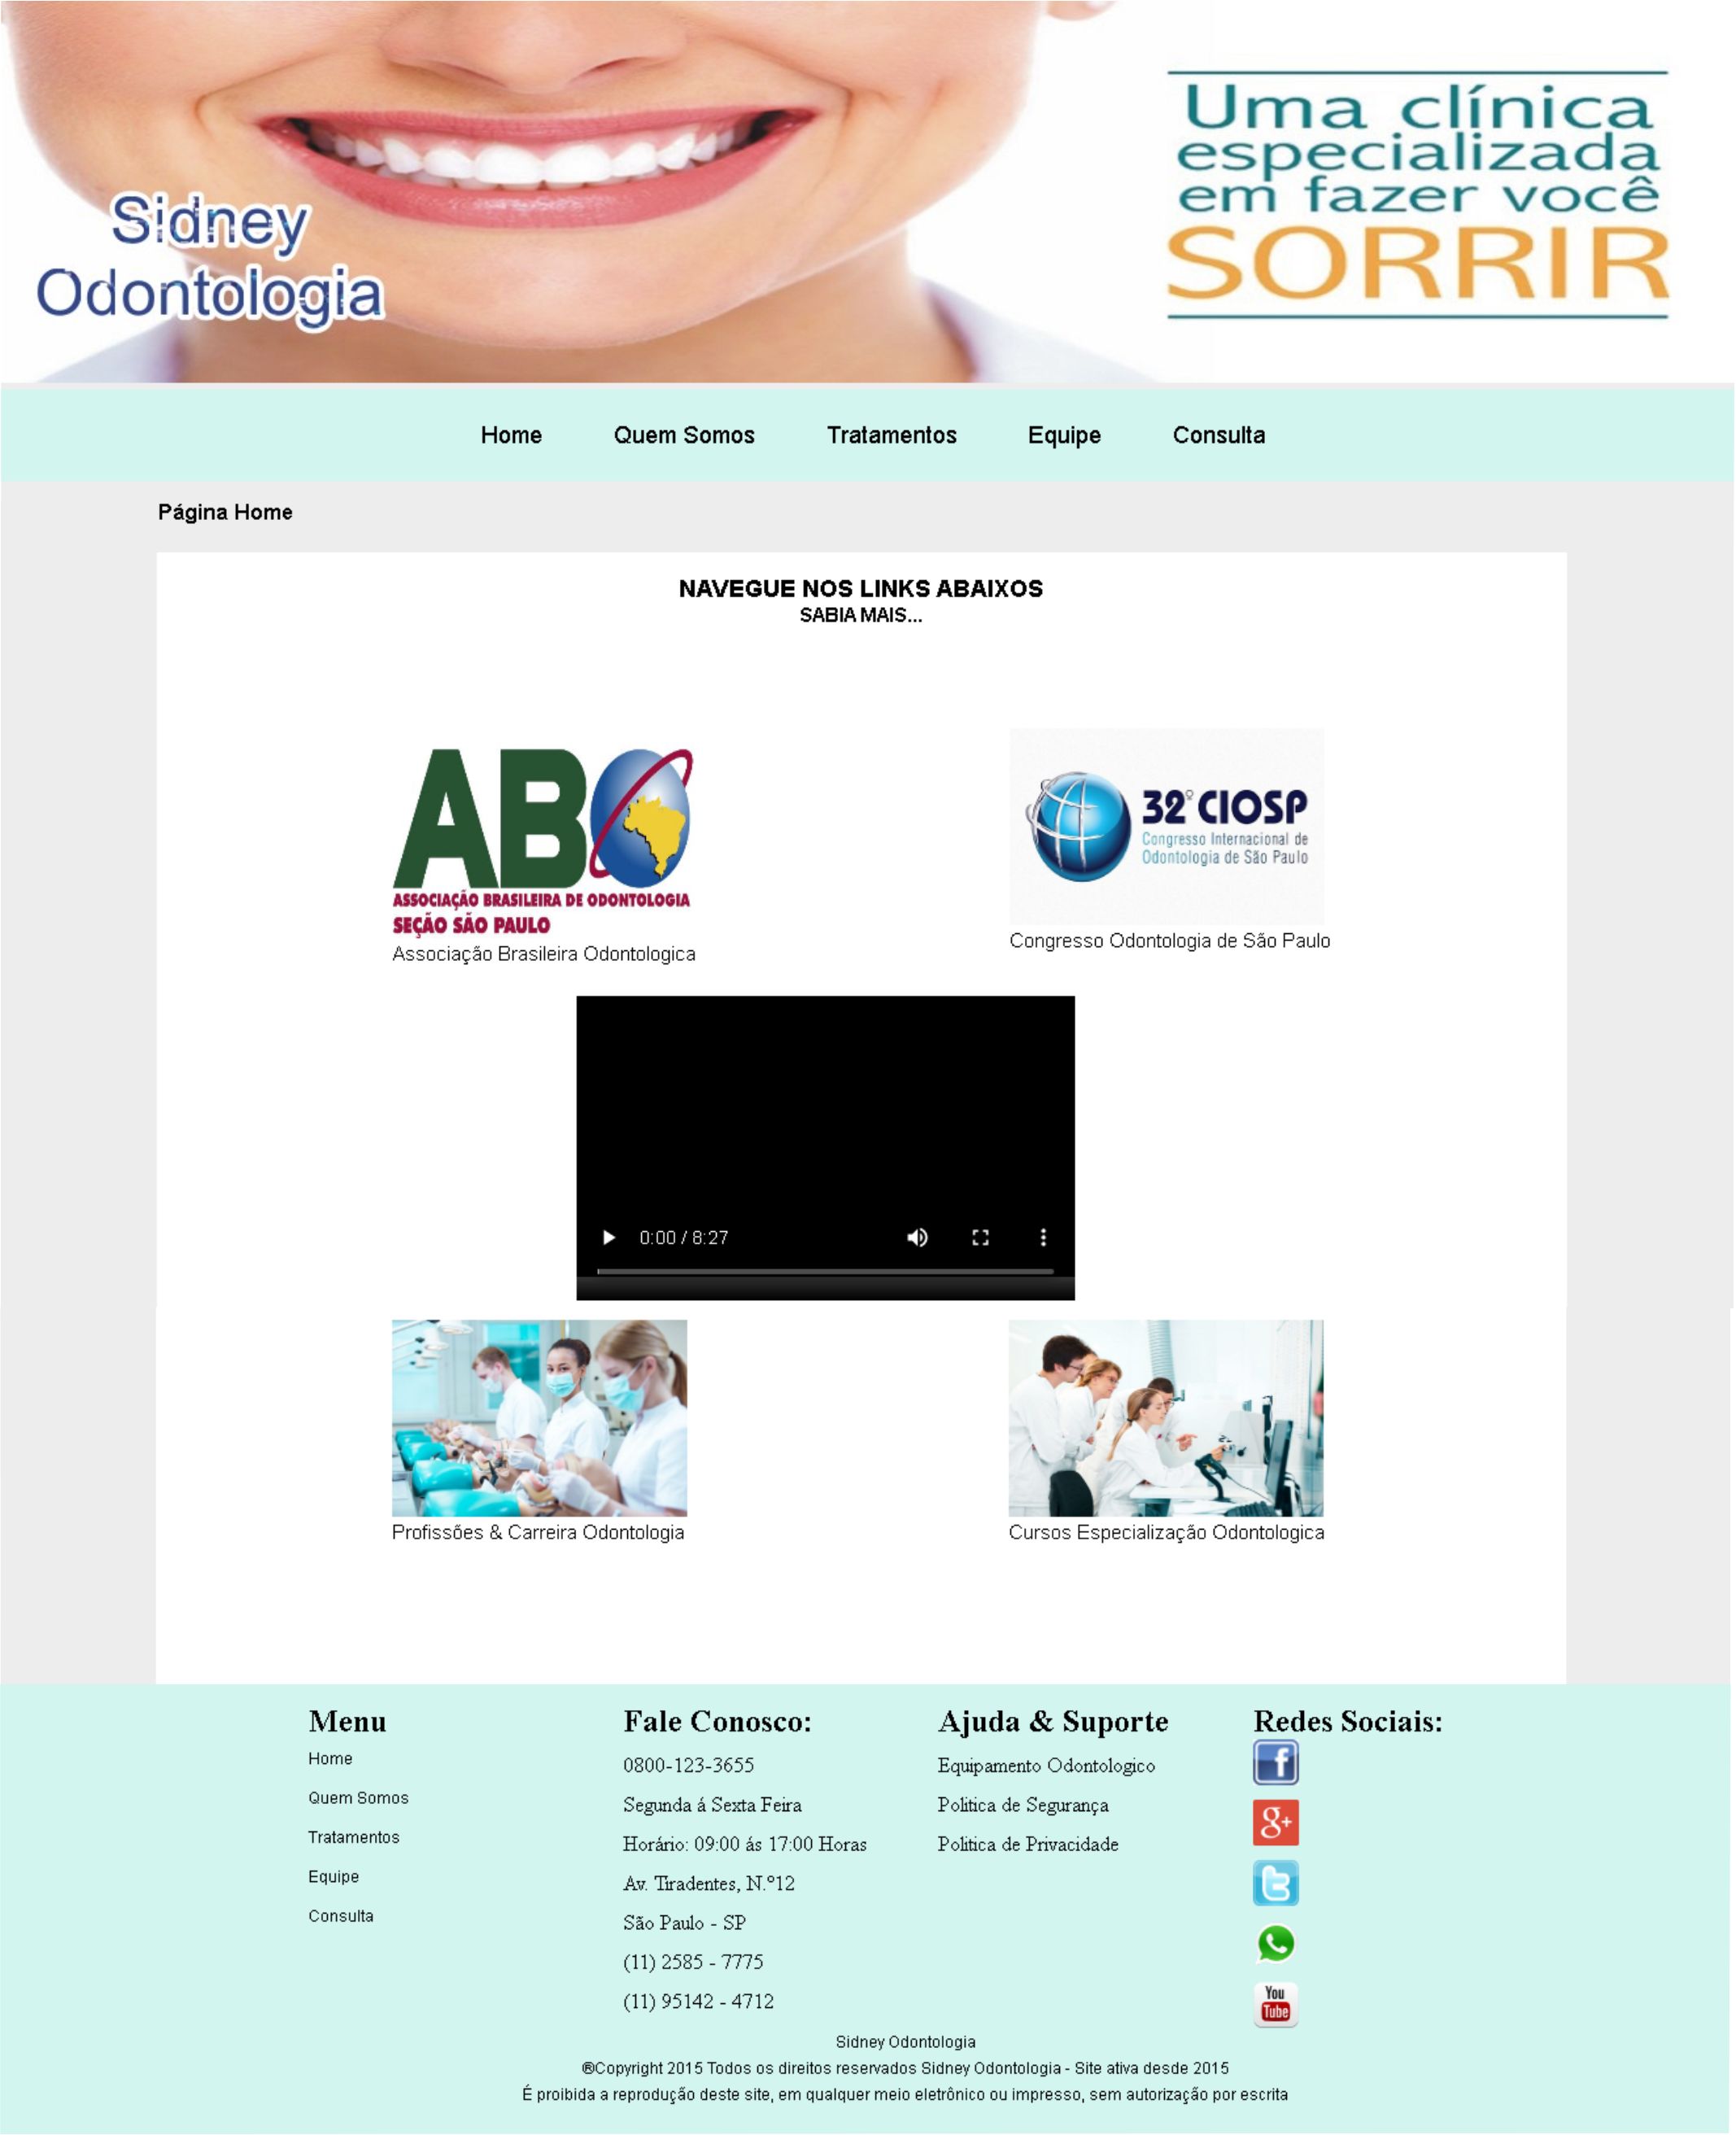 Sidney
Odontologia
Uma clínica
especializada
em fazer você
SORRIR
Home Quem Somos Tratamentos Equipe Consulta
Página Home
NAVEGUE NOS LINKS ABAIXOS
SABIA MAIS...
ABO
ASSOCIAÇÃO BRASILEIRA DE ODONTOLOGIA
SEÇÃO SÃO PAULO
Associação Brasileira Odontologica
32º CIOSP
Congresso Internacional de
Odontologia de São Paulo
Congresso Odontologia de São Paulo
0:00 / 8:27
Profissões & Carreira Odontologia
Cursos Especialização Odontologica
Menu
Home
Quem Somos
Tratamentos
Equipe
Consulta
Fale Conosco:
0800-123-3655
Segunda á Sexta Feira
Horário: 09:00 ás 17:00 Horas
Av. Tiradentes, N.º12
São Paulo - SP
(11) 2585 - 7775
(11) 95142 - 4712
Ajuda & Suporte
Equipamento Odontologico
Politica de Segurança
Politica de Privacidade
Redes Sociais:
f
g+
t
You
Tube
Sidney Odontologia
®Copyright 2015 Todos os direitos reservados Sidney Odontologia - Site ativa desde 2015
É proibida a reprodução deste site, em qualquer meio eletrônico ou impresso, sem autorização por escrita